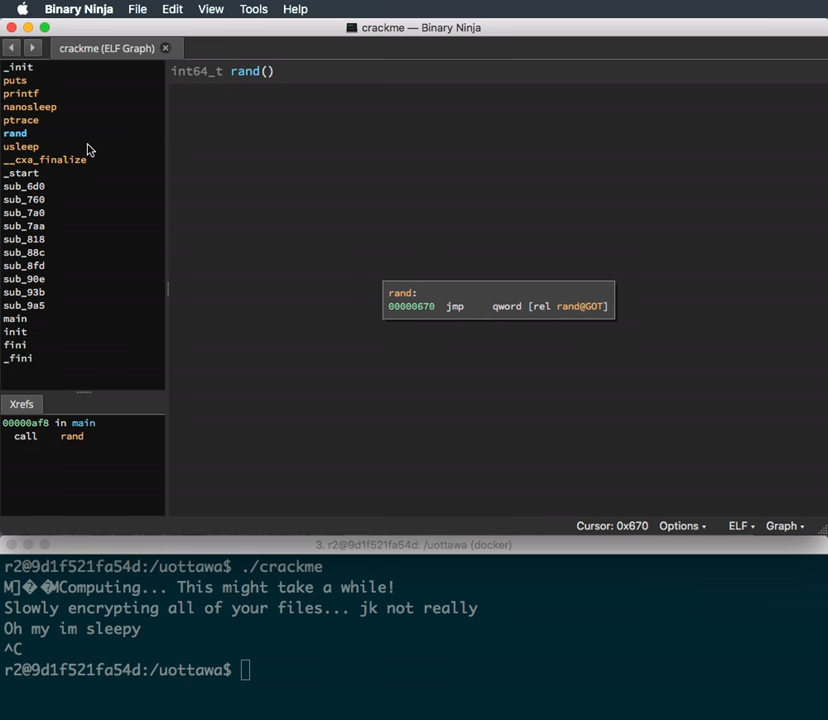 Binary Ninja File Edit View Tools Help
crackme — Binary Ninja
crackme (ELF Graph)
_init
puts
printf
nanosleep
ptrace
rand
usleep
__cxa_finalize
_start
sub_6d0
sub_760
sub_7a0
sub_7aa
sub_818
sub_88c
sub_8fd
sub_90e
sub_93b
sub_9a5
main
init
fini
_fini
int64_t rand()
rand:
00000670 jmp qword [rel rand@GOT]
Xrefs
00000af8 in main
call rand
Cursor: 0x670 Options ELF Graph
3. r2@9d1f521fa54d: /uottawa (docker)
r2@9d1f521fa54d:/uottawa$ ./crackme
M]� �MComputing... This might take a while!
Slowly encrypting all of your files... jk not really
Oh my im sleepy
^C
r2@9d1f521fa54d:/uottawa$